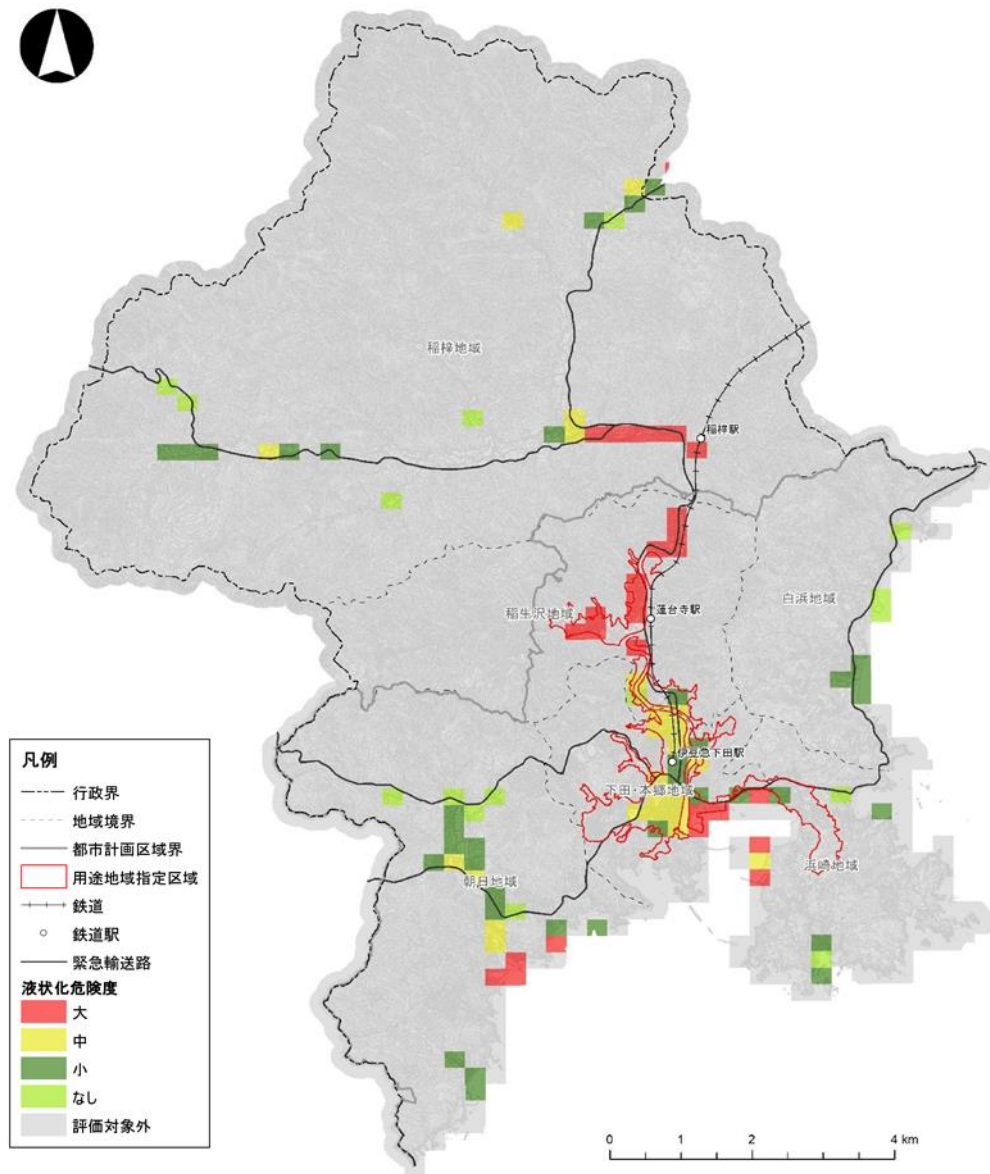 稲梓地域
稲梓駅
白浜地域
稲生沢地域
蓮台寺駅
伊豆急下田駅
下田・本郷地域
浜崎地域
朝日地域
凡例
行政界
地域境界
都市計画区域界
用途地域指定区域
鉄道
鉄道駅
緊急輸送路
液状化危険度
大
中
小
なし
評価対象外
0 1 2 4 km